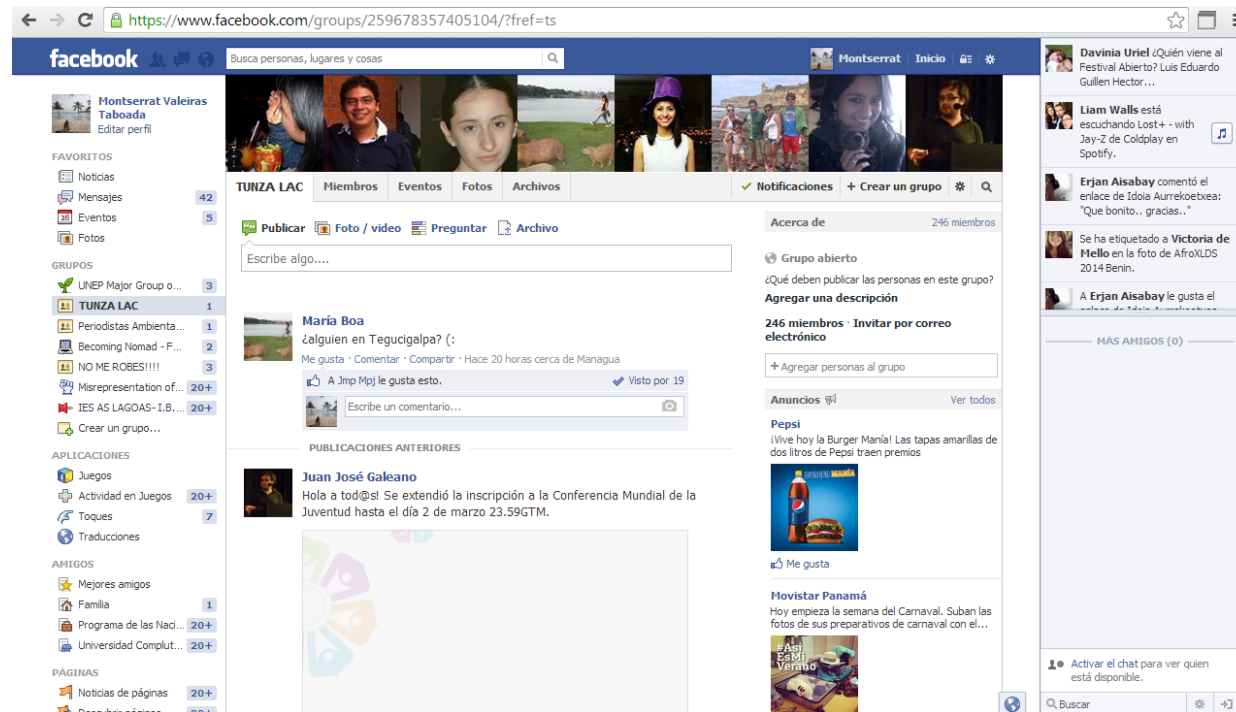 https://www.facebook.com/groups/259678357405104/?fref=ts
facebook
Busca personas, lugares y cosas
Montserrat
Inicio
Montserrat Valeiras
Taboada
Editar perfil
FAVORITOS
Noticias
Mensajes 42
Eventos 5
Fotos
GRUPOS
UNEP Major Group o... 3
TUNZA LAC 1
Periodistas Ambienta... 1
Becoming Nomad - F... 2
NO ME ROBES!!!! 3
Misrepresentation of... 20+
IES AS LAGOAS- I.B.... 20+
Crear un grupo...
APLICACIONES
Juegos
Actividad en Juegos 20+
Toques 7
Traducciones
AMIGOS
Mejores amigos
Familia 1
Programa de las Naci... 20+
Universidad Complut... 20+
PÁGINAS
Noticias de páginas 20+
TUNZA LAC Miembros Eventos Fotos Archivos
Notificaciones + Crear un grupo
Publicar Foto / video Preguntar Archivo
Escribe algo....
María Boa
¿alguien en Tegucigalpa? (:
Me gusta · Comentar · Compartir · Hace 20 horas cerca de Managua
A Jmp Mpj le gusta esto. Visto por 19
Escribe un comentario...
PUBLICACIONES ANTERIORES
Juan José Galeano
Hola a tod@s! Se extendió la inscripción a la Conferencia Mundial de la
Juventud hasta el día 2 de marzo 23.59GTM.
Acerca de 246 miembros
Grupo abierto
¿Qué deben publicar las personas en este grupo?
Agregar una descripción
246 miembros · Invitar por correo
electrónico
+ Agregar personas al grupo
Anuncios Ver todos
Pepsi
¡Vive hoy la Burger Manía! Las tapas amarillas de
dos litros de Pepsi traen premios
BURGER MANÍA
Me gusta
Movistar Panamá
Hoy empieza la semana del Carnaval. Suban las
fotos de sus preparativos de carnaval con el...
#Así
EsMi
Verano
Davinia Uriel ¿Quién viene al
Festival Abierto? Luis Eduardo
Guillen Hector...
Liam Walls está
escuchando Lost+ - with
Jay-Z de Coldplay en
Spotify.
Erjan Aisabay comentó el
enlace de Idoia Aurrekoetxea:
"Que bonito.. gracias.."
Se ha etiquetado a Victoria de
Mello en la foto de AfroXLDS
2014 Benin.
A Erjan Aisabay le gusta el
MÁS AMIGOS (0)
Activar el chat para ver quien
está disponible.
Buscar